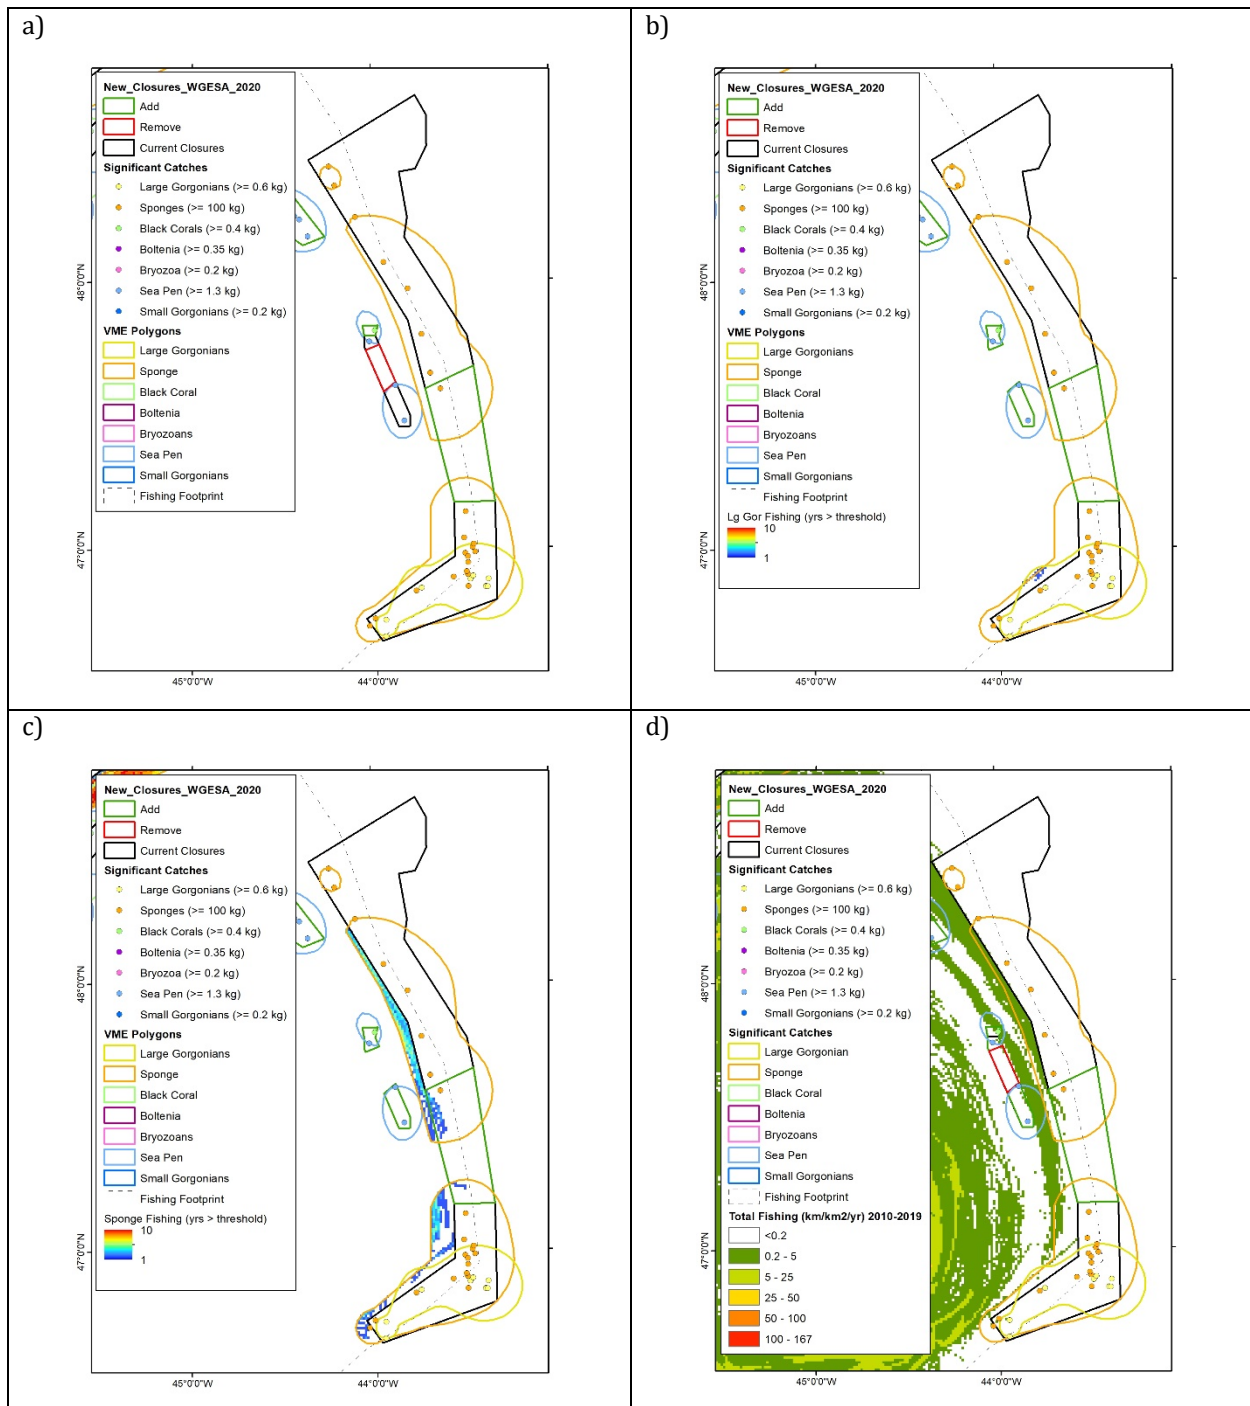 a)
New_Closures_WGESA_2020
Add
Remove
Current Closures
Significant Catches
Large Gorgonians (>= 0.6 kg)
Sponges (>= 100 kg)
Black Corals (>= 0.4 kg)
Boltenia (>= 0.35 kg)
Bryozoa (>= 0.2 kg)
Sea Pen (>= 1.3 kg)
Small Gorgonians (>= 0.2 kg)
VME Polygons
Large Gorgonians
Sponge
Black Coral
Boltenia
Bryozoans
Sea Pen
Small Gorgonians
Fishing Footprint
48°0'0"N
47°0'0"N
45°0'0"W
44°0'0"W
b)
New_Closures_WGESA_2020
Add
Remove
Current Closures
Significant Catches
Large Gorgonians (>= 0.6 kg)
Sponges (>= 100 kg)
Black Corals (>= 0.4 kg)
Boltenia (>= 0.35 kg)
Bryozoa (>= 0.2 kg)
Sea Pen (>= 1.3 kg)
Small Gorgonians (>= 0.2 kg)
VME Polygons
Large Gorgonians
Sponge
Black Coral
Boltenia
Bryozoans
Sea Pen
Small Gorgonians
Fishing Footprint
Lg Gor Fishing (yrs > threshold)
10
1
48°0'0"N
47°0'0"N
45°0'0"W
44°0'0"W
c)
New_Closures_WGESA_2020
Add
Remove
Current Closures
Significant Catches
Large Gorgonians (>= 0.6 kg)
Sponges (>= 100 kg)
Black Corals (>= 0.4 kg)
Boltenia (>= 0.35 kg)
Bryozoa (>= 0.2 kg)
Sea Pen (>= 1.3 kg)
Small Gorgonians (>= 0.2 kg)
VME Polygons
Large Gorgonians
Sponge
Black Coral
Boltenia
Bryozoans
Sea Pen
Small Gorgonians
Fishing Footprint
Sponge Fishing (yrs > threshold)
10
1
48°0'0"N
47°0'0"N
45°0'0"W
44°0'0"W
d)
New_Closures_WGESA_2020
Add
Remove
Current Closures
Significant Catches
Large Gorgonians (>= 0.6 kg)
Sponges (>= 100 kg)
Black Corals (>= 0.4 kg)
Boltenia (>= 0.35 kg)
Bryozoa (>= 0.2 kg)
Sea Pen (>= 1.3 kg)
Small Gorgonians (>= 0.2 kg)
Significant Catches
Large Gorgonian
Sponge
Black Coral
Boltenia
Bryozoans
Sea Pen
Small Gorgonians
Fishing Footprint
Total Fishing (km/km2/yr) 2010-2019
<0.2
0.2 - 5
5 - 25
25 - 50
50 - 100
100 - 167
48°0'0"N
47°0'0"N
45°0'0"W
44°0'0"W